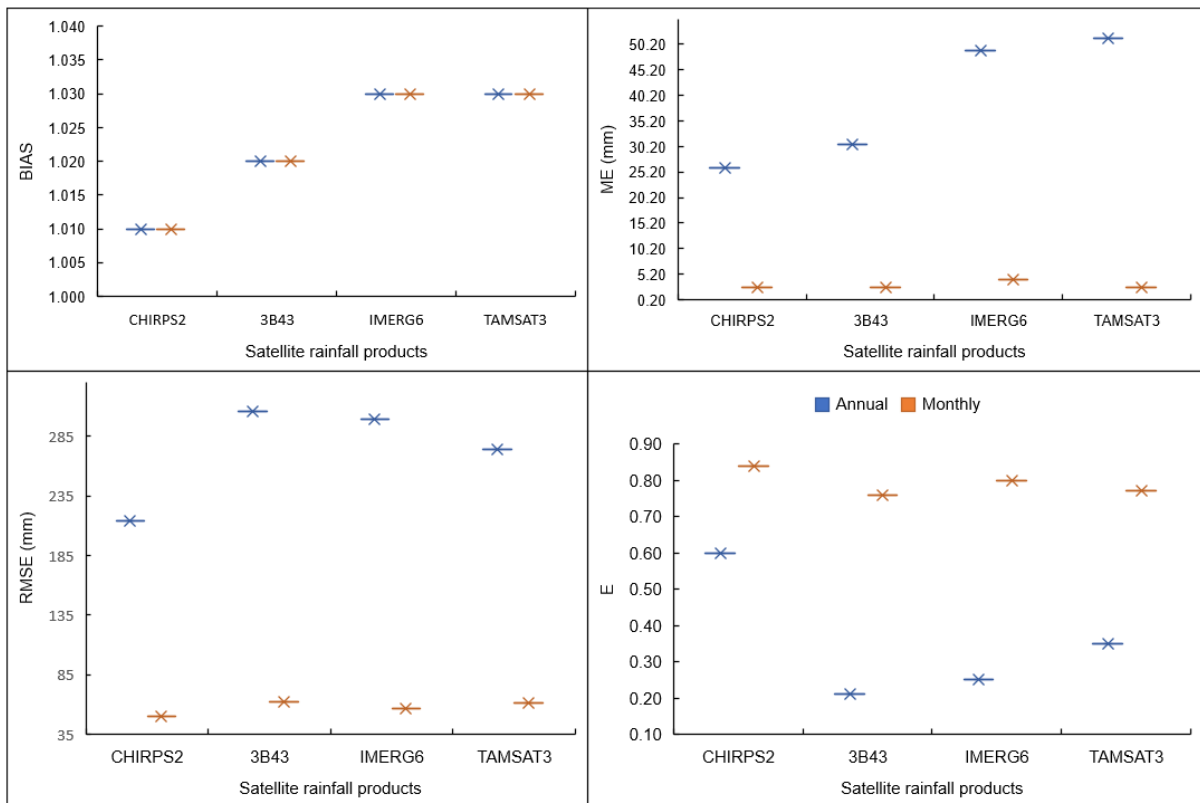 1.040
1.035
1.030
1.025
1.020
1.015
1.010
1.005
1.000
BIAS
CHIRPS2 3B43 IMERG6 TAMSAT3
Satellite rainfall products
50.20
45.20
40.20
35.20
30.20
25.20
20.20
15.20
10.20
5.20
0.20
ME (mm)
CHIRPS2 3B43 IMERG6 TAMSAT3
Satellite rainfall products
285
235
185
135
85
35
RMSE (mm)
CHIRPS2 3B43 IMERG6 TAMSAT3
Satellite rainfall products
Annual Monthly
0.90
0.80
0.70
0.60
0.50
0.40
0.30
0.20
0.10
E
CHIRPS2 3B43 IMERG6 TAMSAT3
Satellite rainfall products